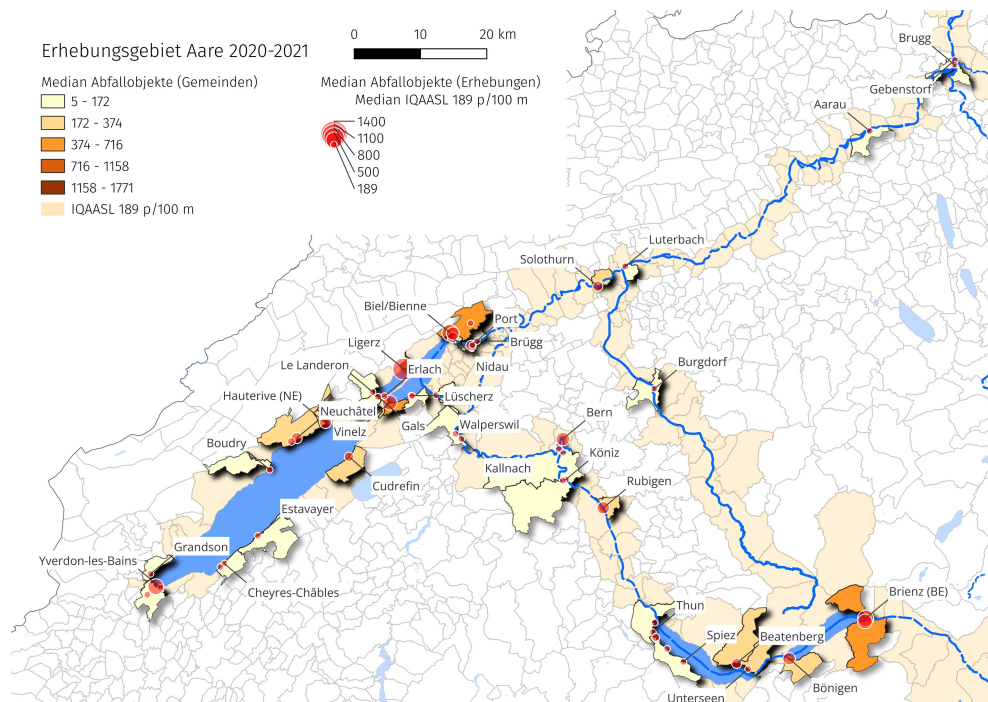 Erhebungsgebiet Aare 2020-2021
0 10 20 km
Median Abfallobjekte (Gemeinden)
5 - 172
172 - 374
374 - 716
716 - 1158
1158 - 1771
IQAASL 189 p/100 m
Median Abfallobjekte (Erhebungen)
Median IQAASL 189 p/100 m
1400
1100
800
500
189
Brugg
Gebenstorf
Aarau
Luterbach
Solothurn
Biel/Bienne
Port
Ligerz
Brügg
Nidau
Le Landeron
Erlach
Burgdorf
Hauterive (NE)
Lüscherz
Neuchâtel
Bern
Vinelz
Gals
Walperswil
Boudry
Köniz
Kallnach
Cudrefin
Rubigen
Estavayer
Grandson
Yverdon-les-Bains
Cheyres-Châbles
Brienz (BE)
Thun
Spiez
Beatenberg
Bönigen
Unterseen